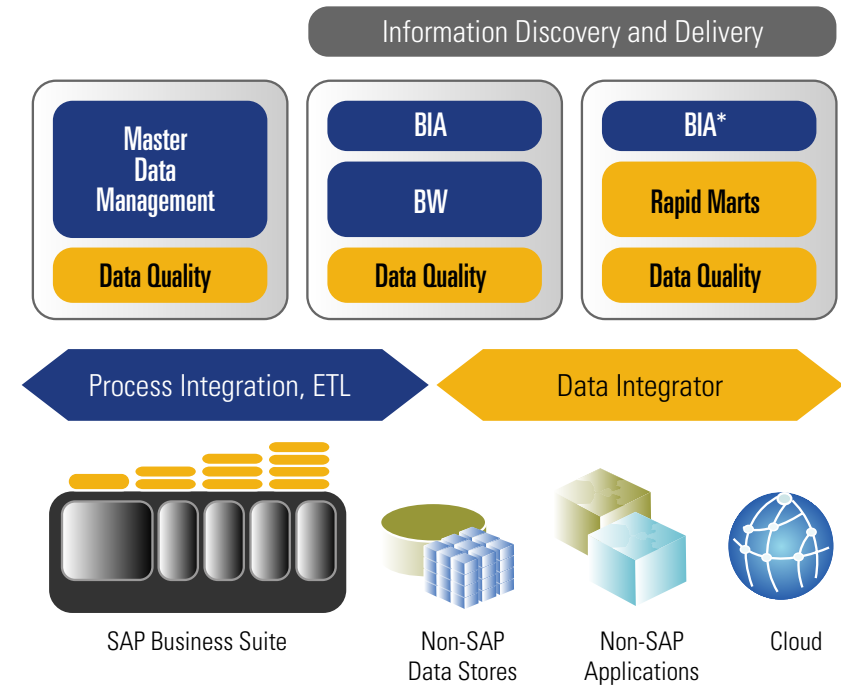 Information Discovery and Delivery
Master
Data
Management
Data Quality
BIA
BW
Data Quality
BIA*
Rapid Marts
Data Quality
Process Integration, ETL
Data Integrator
SAP Business Suite
Non-SAP
Data Stores
Non-SAP
Applications
Cloud